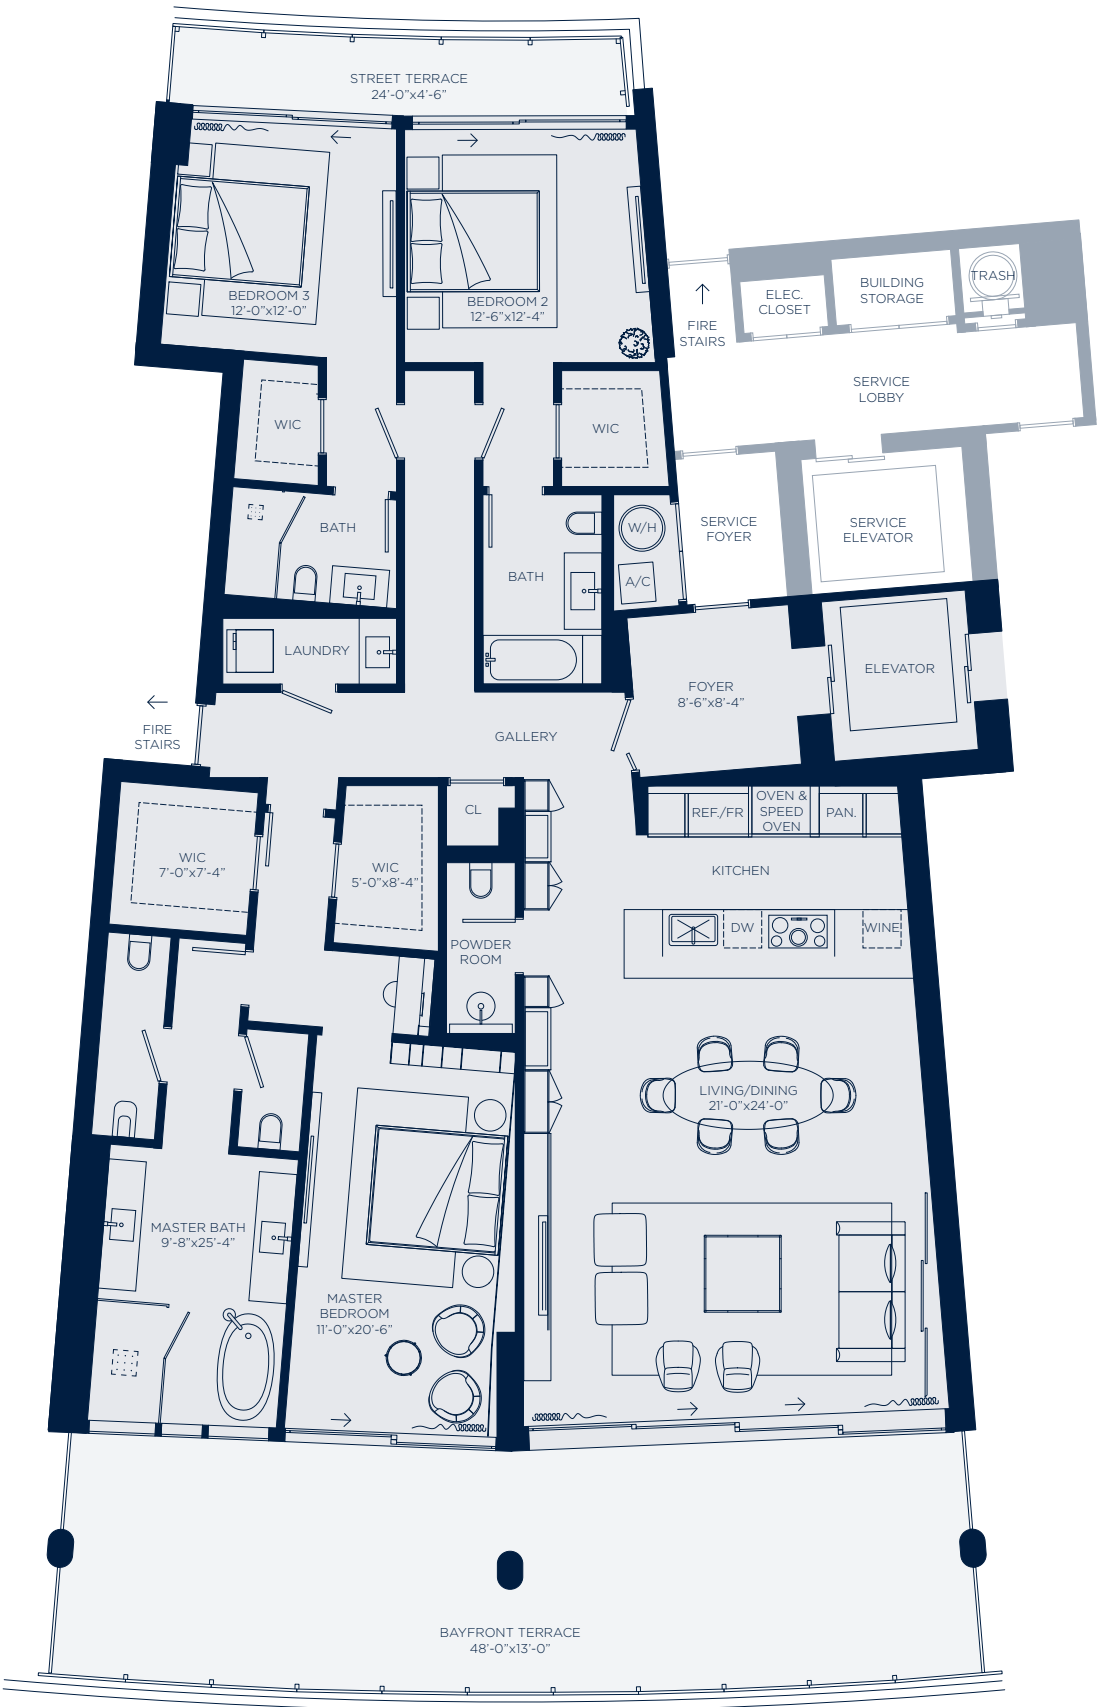 STREET TERRACE
24'-0"x4'-6"
BEDROOM 3
12'-0"x12'-0"
BEDROOM 2
12'-6"x12'-4"
FIRE
STAIRS
ELEC.
CLOSET
BUILDING
STORAGE
TRASH
SERVICE
LOBBY
WIC
WIC
BATH
BATH
W/H
A/C
SERVICE
FOYER
SERVICE
ELEVATOR
LAUNDRY
FOYER
8'-6"x8'-4"
ELEVATOR
FIRE
STAIRS
GALLERY
WIC
7'-0"x7'-4"
WIC
5'-0"x8'-4"
CL
REF./FR
OVEN &
SPEED
OVEN
PAN.
KITCHEN
DW
WINE
POWDER
ROOM
LIVING/DINING
21'-0"x24'-0"
MASTER BATH
9'-8"x25'-4"
MASTER
BEDROOM
11'-0"x20'-6"
BAYFRONT TERRACE
48'-0"x13'-0"